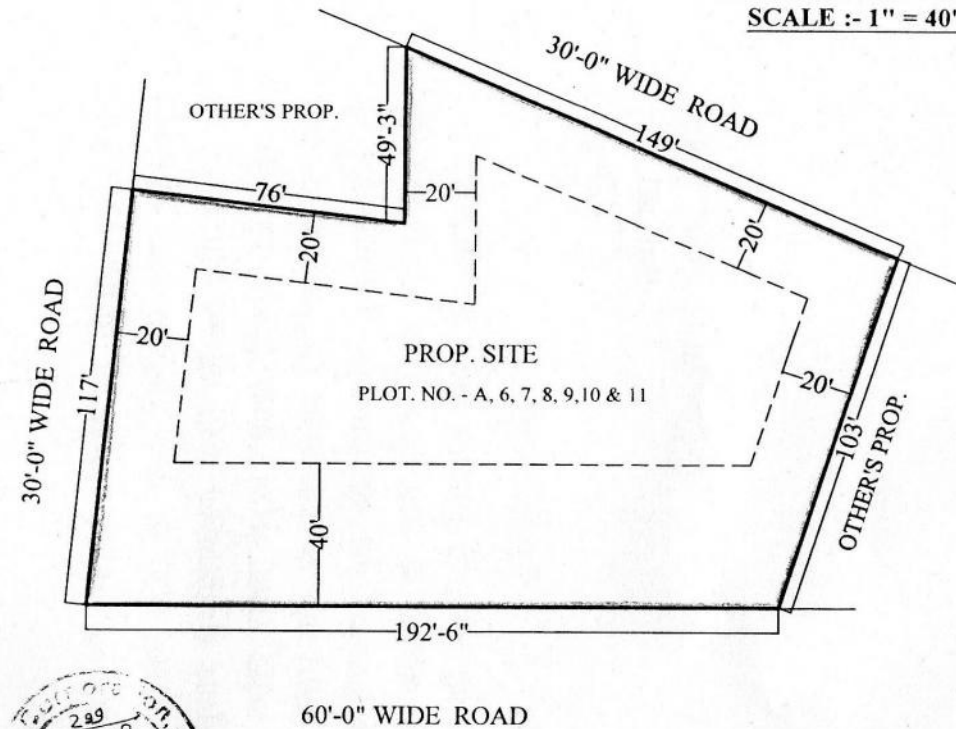 SCALE :- 1" = 40'
30'-0" WIDE ROAD
149'
OTHER'S PROP.
49'-3"
76'
20'
20'
20'
30'-0" WIDE ROAD
117'
20'
PROP. SITE
PLOT. NO. - A, 6, 7, 8, 9,10 & 11
20'
103'
OTHER'S PROP.
40'
192'-6"
60'-0" WIDE ROAD
299